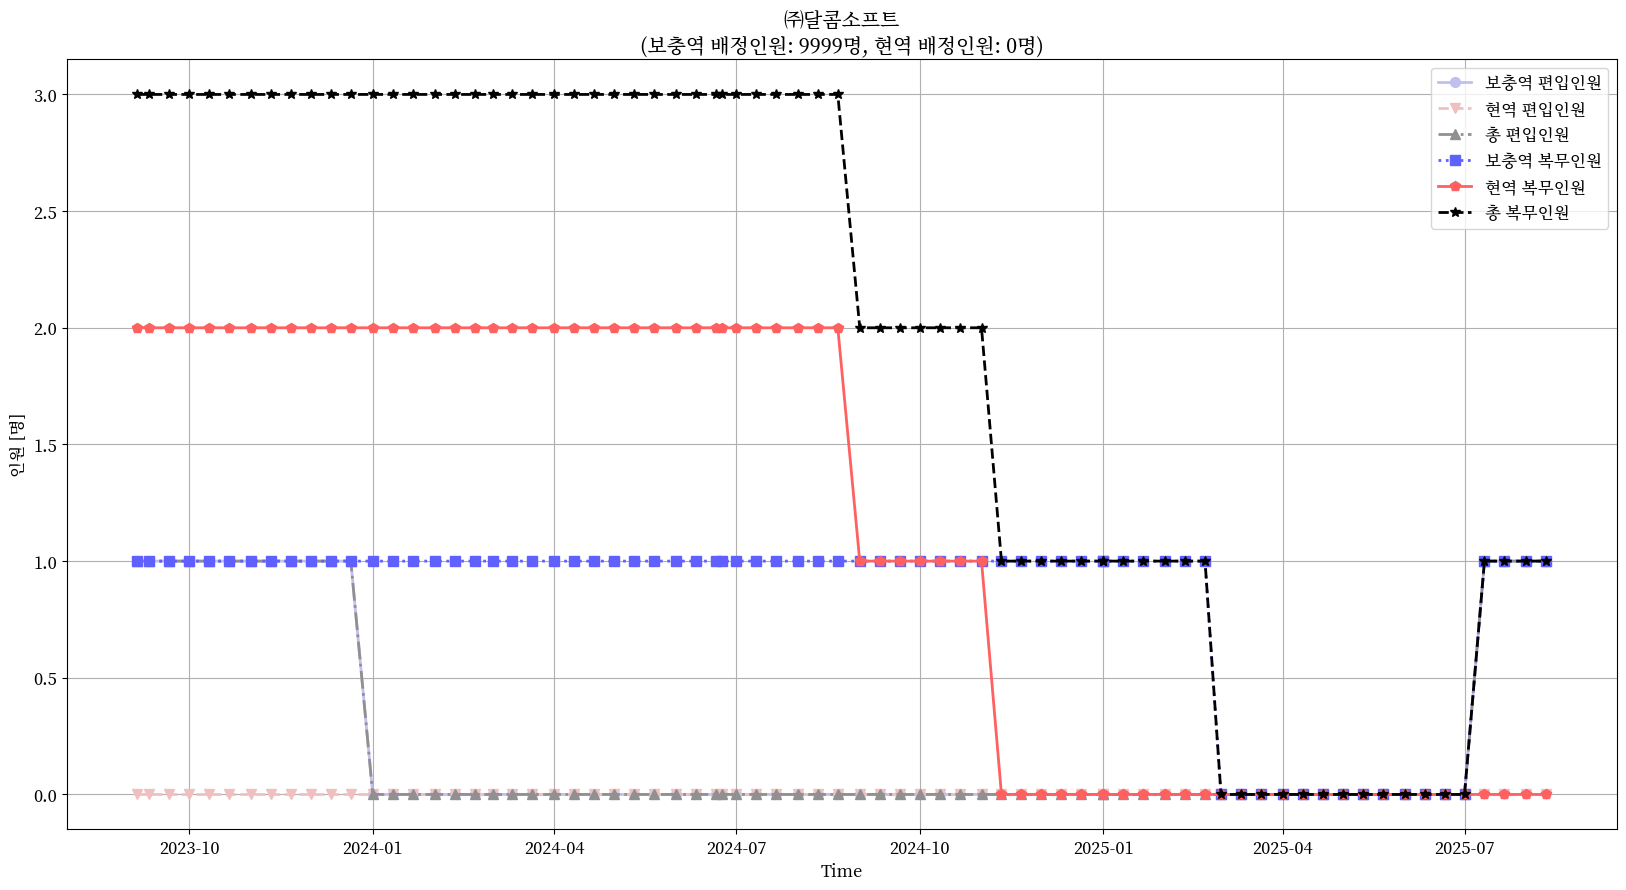 ㈜달콤소프트
(보충역 배정인원: 9999명, 현역 배정인원: 0명)
보충역 편입인원
현역 편입인원
총 편입인원
보충역 복무인원
현역 복무인원
총 복무인원
인원 [명]
3.0
2.5
2.0
1.5
1.0
0.5
0.0
2023-10
2024-01
2024-04
2024-07
2024-10
2025-01
2025-04
2025-07
Time